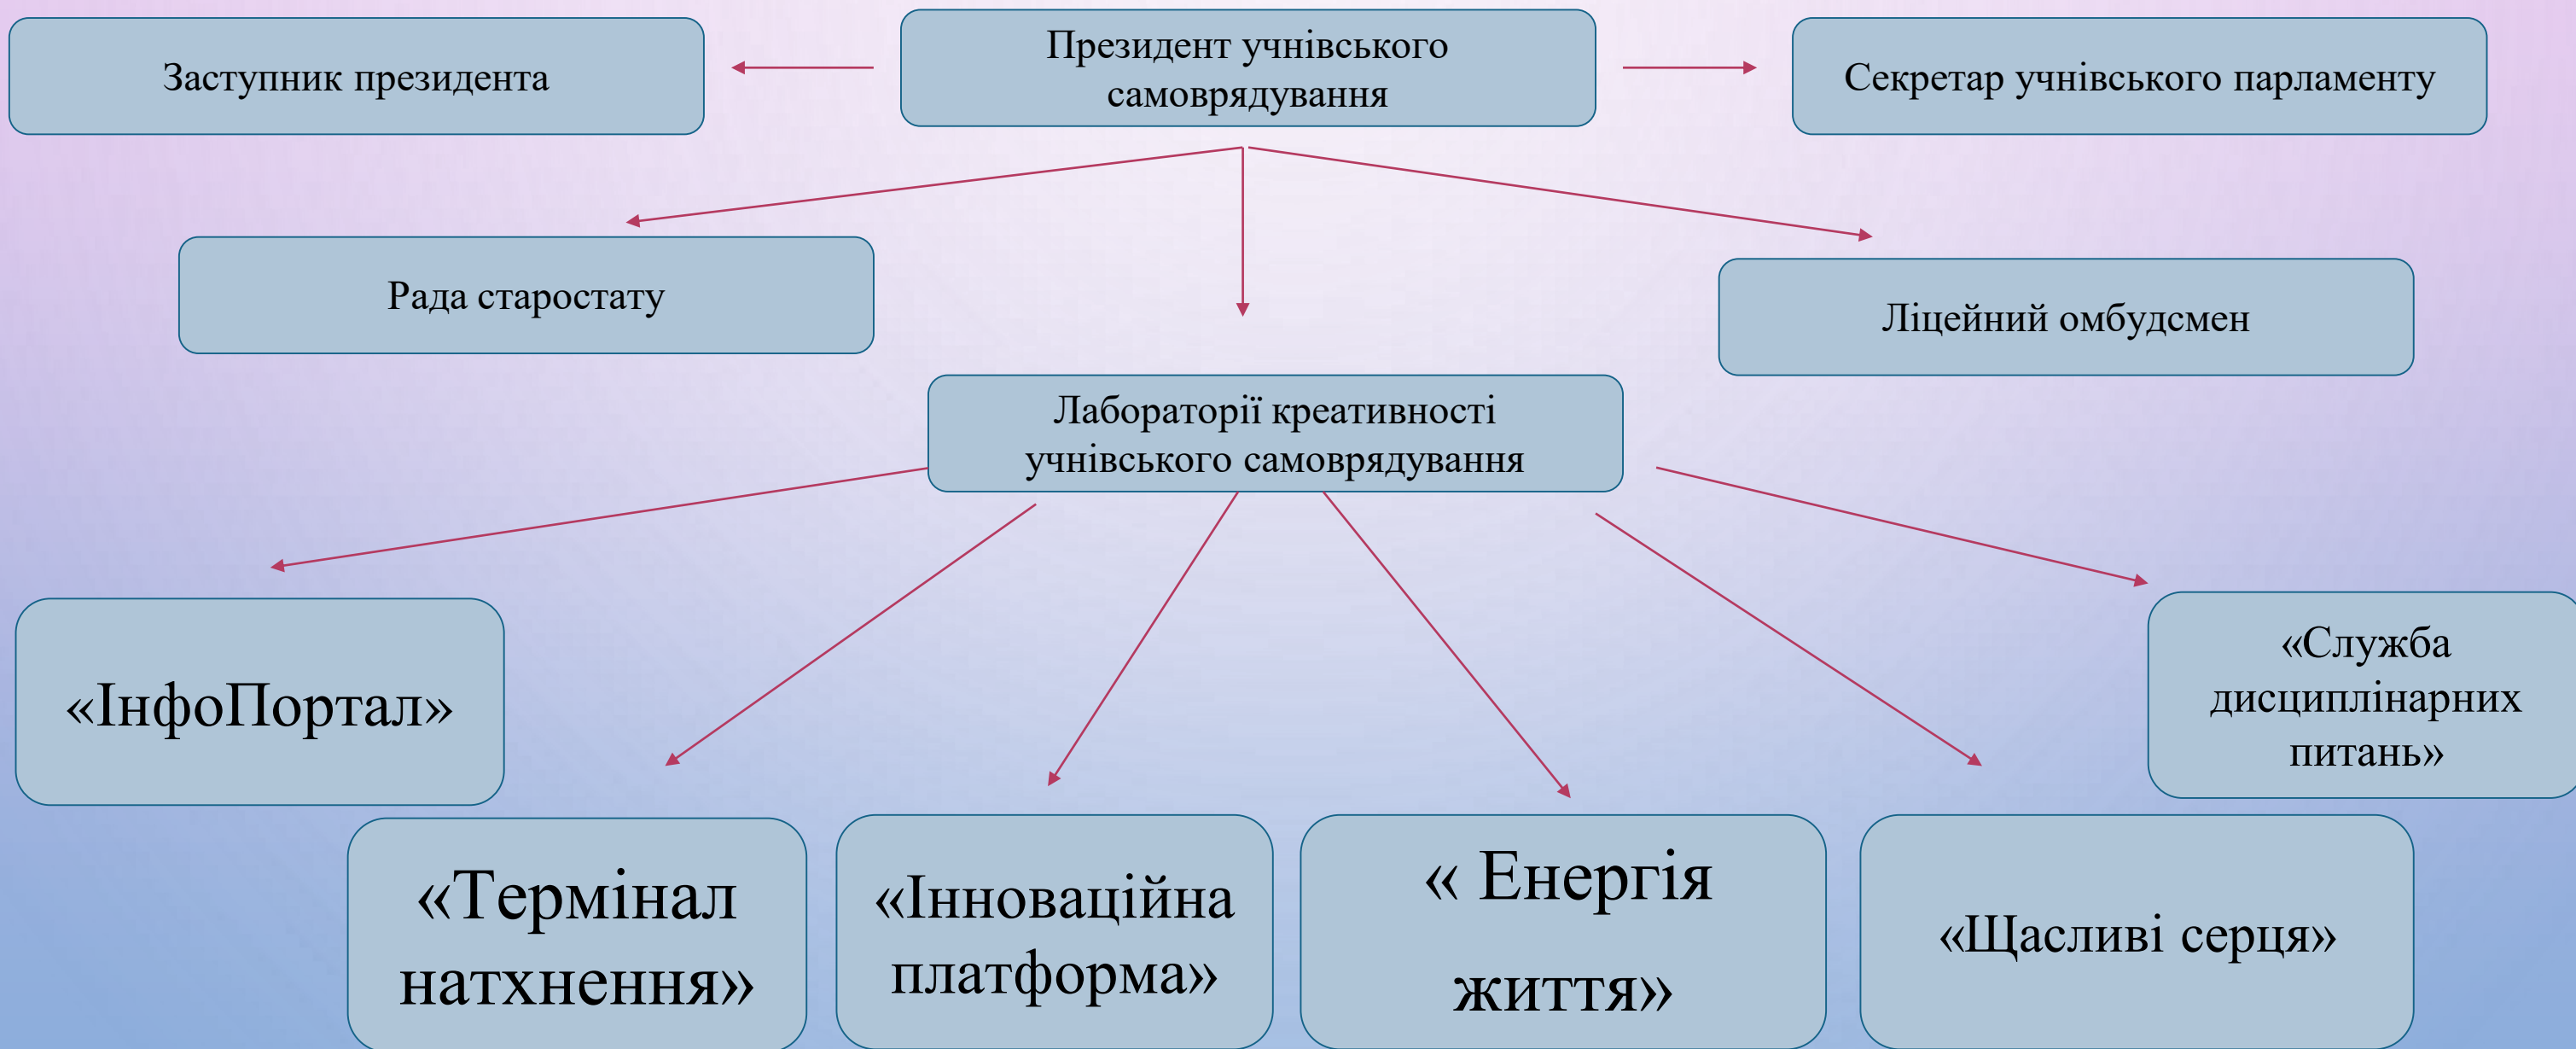 Заступник президента
Президент учнівського
самоврядування
Секретар учнівського парламенту
Рада старостату
Ліцейний омбудсмен
Лабораторії креативності
учнівського самоврядування
«ІнфоПортал»
«Служба
дисциплінарних
питань»
«Термінал
натхнення»
«Інноваційна
платформа»
« Енергія
життя»
«Щасливі серця»